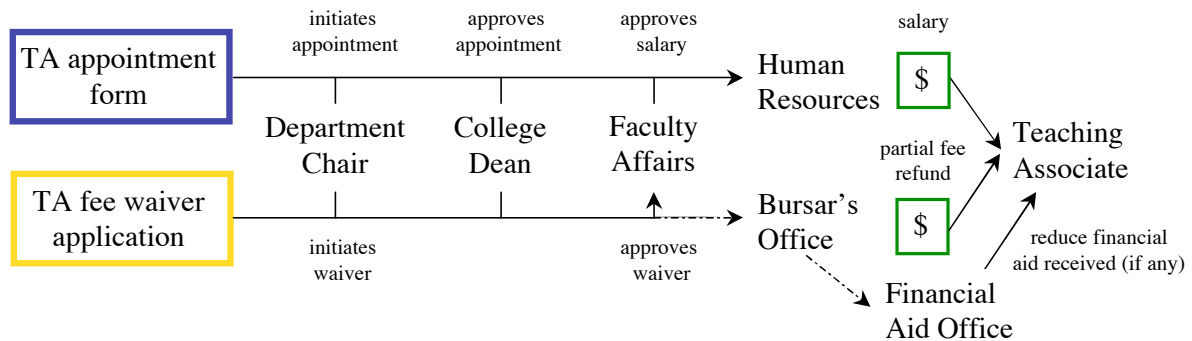 initiates
appointment
approves
appointment
approves
salary
salary
TA appointment
form
Human
Resources
$
Department
Chair
College
Dean
Faculty
Affairs
Teaching
Associate
partial fee
refund
TA fee waiver
application
Bursar's
Office
$
initiates
waiver
approves
waiver
reduce financial
aid received (if any)
Financial
Aid Office